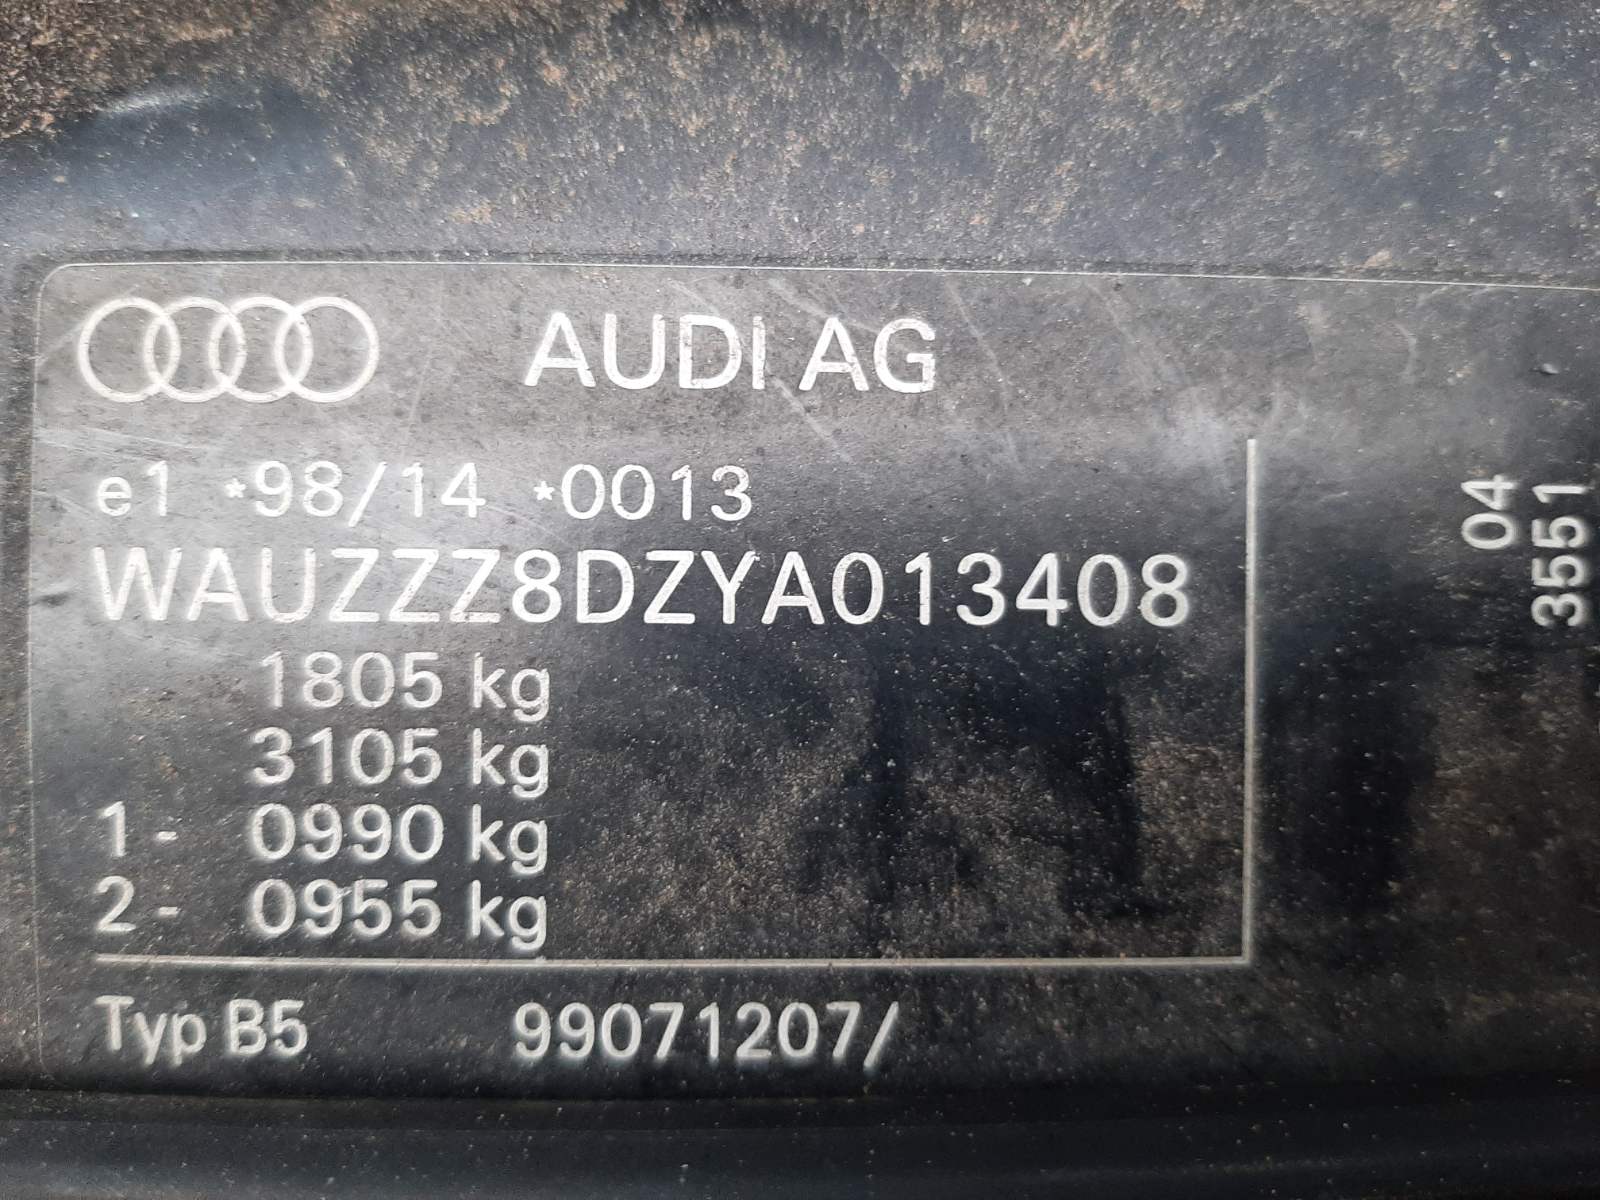 AUDI AG
e1 *98/14 *0013
WAUZZZ8DZYA013408
1805 kg
3105 kg
1- 0990 kg
2- 0955 kg
Typ B5 99071207/
04
3551